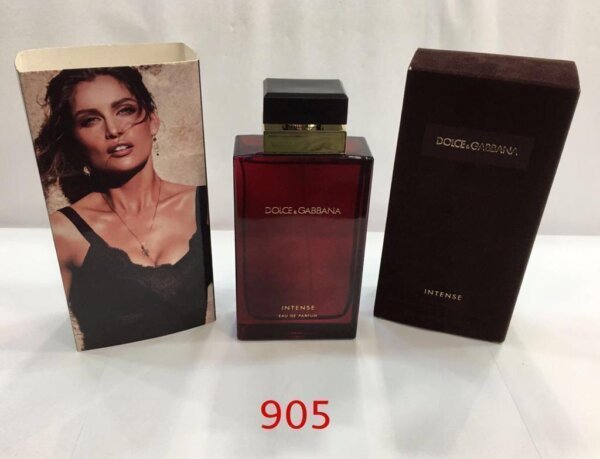 DOLCE & GABBANA
INTENSE
EAU DE PARFUM
DOLCE & GABBANA
INTENSE
905